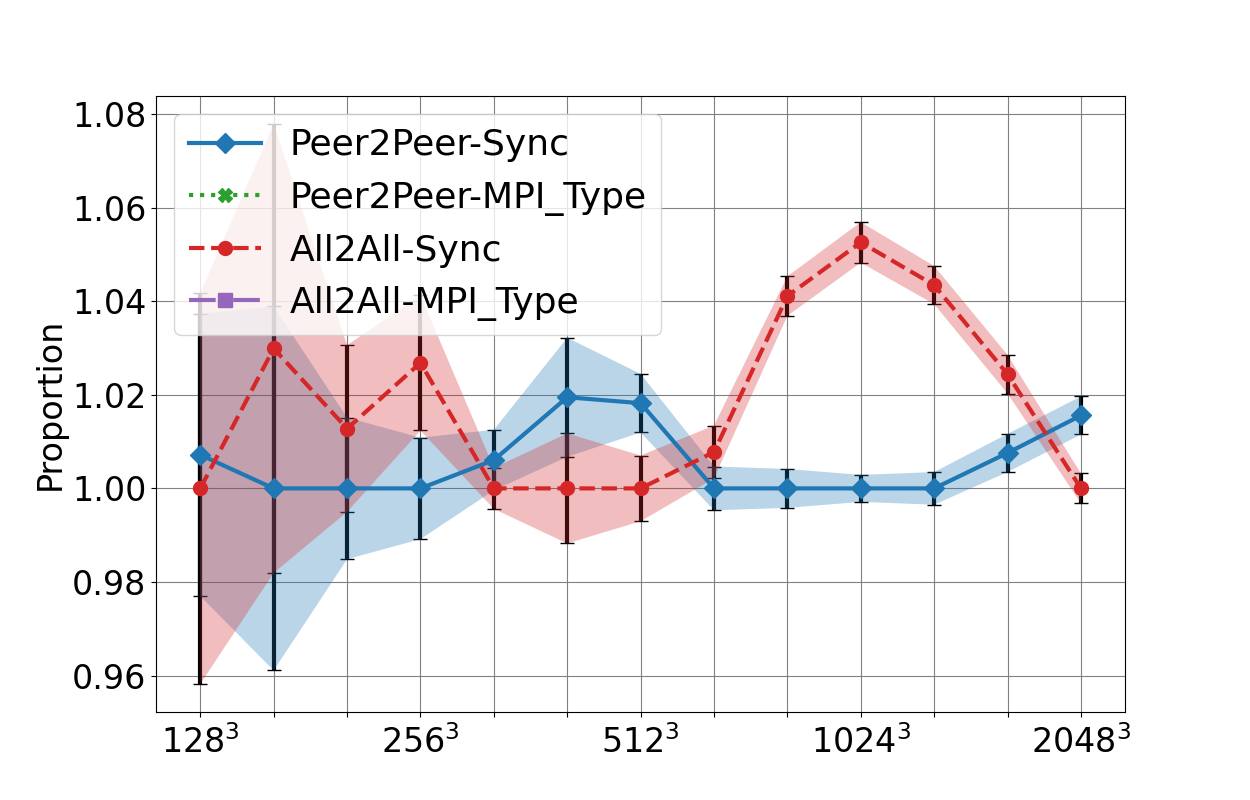 Proportion
1.08
1.06
1.04
1.02
1.00
0.98
0.96
Peer2Peer-Sync
Peer2Peer-MPI_Type
All2All-Sync
All2All-MPI_Type
128³ 256³ 512³ 1024³ 2048³